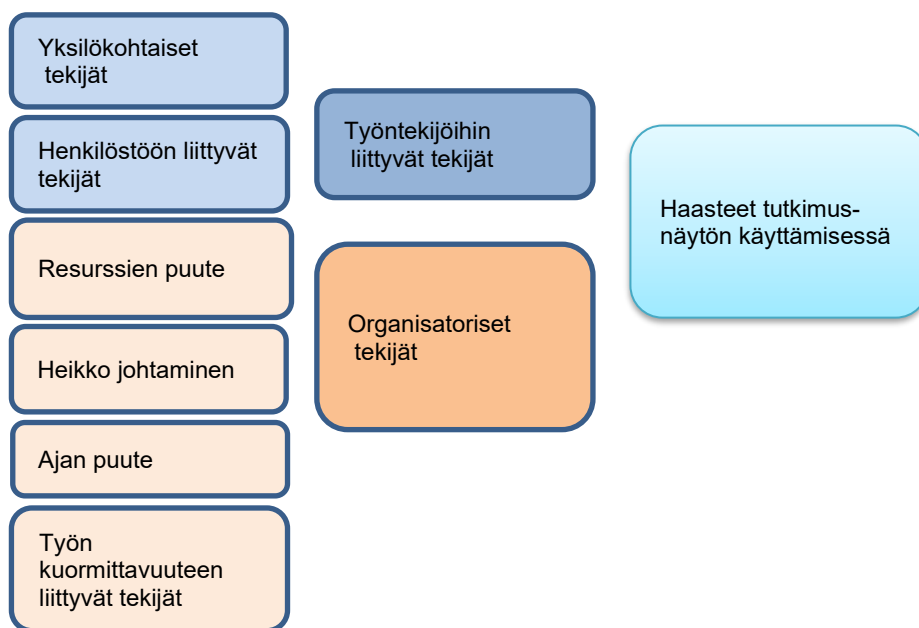 Yksilökohtaiset
tekijät
Henkilöstöön liittyvät
tekijät
Resurssien puute
Heikko johtaminen
Ajan puute
Työn
kuormittavuuteen
liittyvät tekijät
Työntekijöihin
liittyvät tekijät
Organisatoriset
tekijät
Haasteet tutkimus-
näytön käyttämisessä